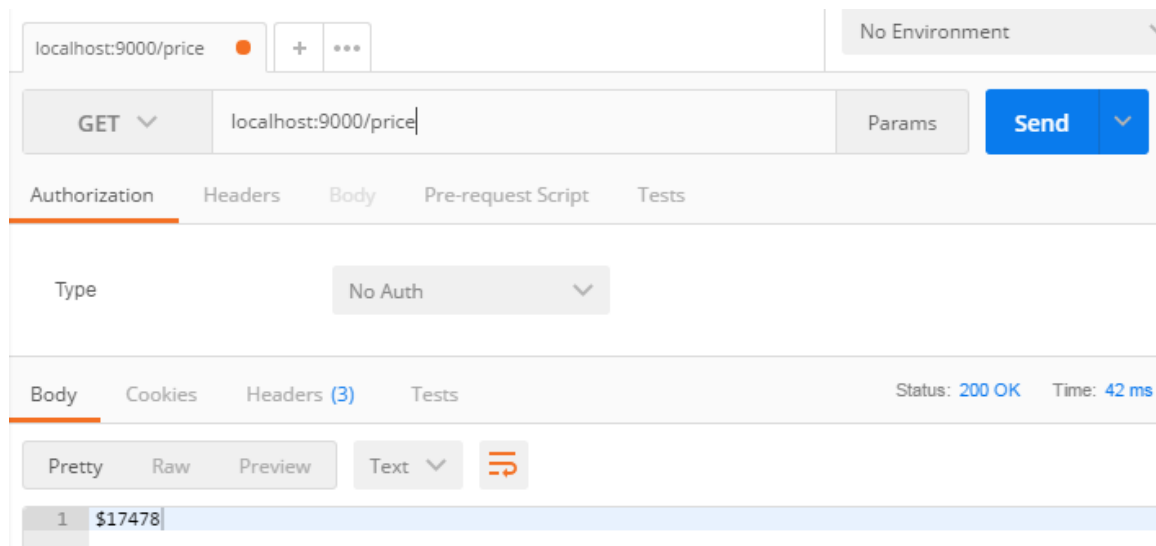 localhost:9000/price + ••• No Environment
GET localhost:9000/price Params Send
Authorization Headers Body Pre-request Script Tests
Type No Auth
Body Cookies Headers (3) Tests Status: 200 OK Time: 42 ms
Pretty Raw Preview Text
1 $17478